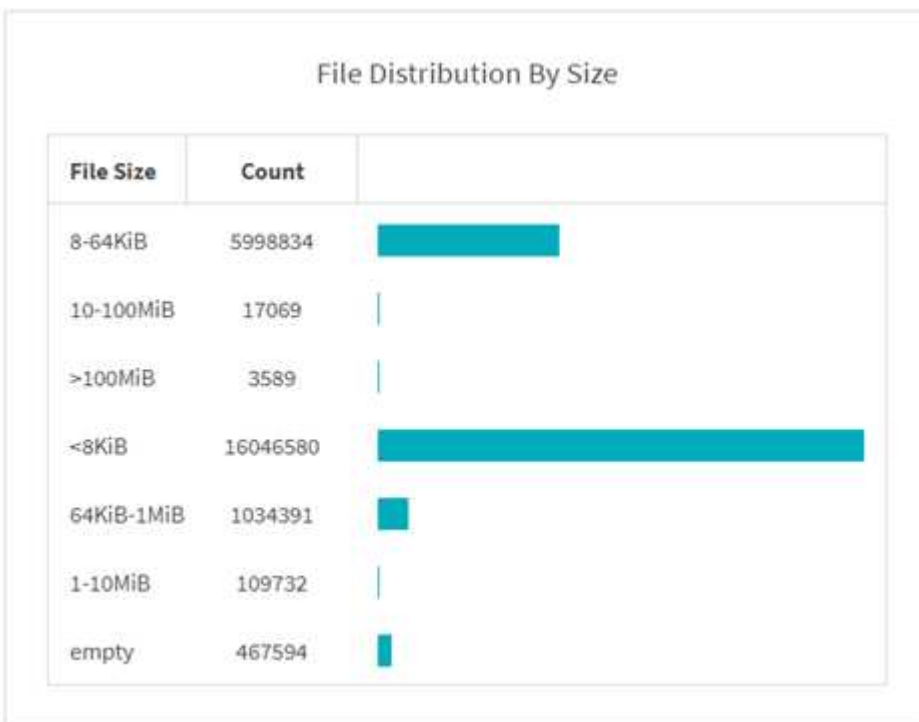 File Distribution By Size
File Size Count
8-64KiB 5998834
10-100MiB 17069
>100MiB 3589
<8KiB 16046580
64KiB-1MiB 1034391
1-10MiB 109732
empty 467594